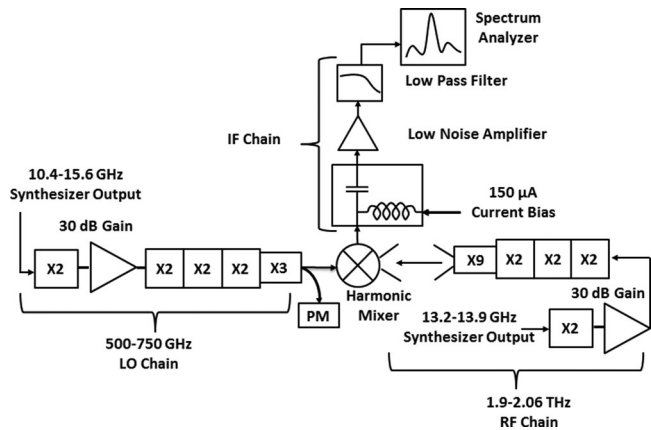 Spectrum
Analyzer
Low Pass Filter
IF Chain
Low Noise Amplifier
10.4-15.6 GHz
Synthesizer Output
150 µA
Current Bias
30 dB Gain
X2
X2
X2
X2
X3
PM
Harmonic
Mixer
X9
X2
X2
X2
30 dB Gain
13.2-13.9 GHz
Synthesizer Output
X2
500-750 GHz
LO Chain
1.9-2.06 THz
RF Chain